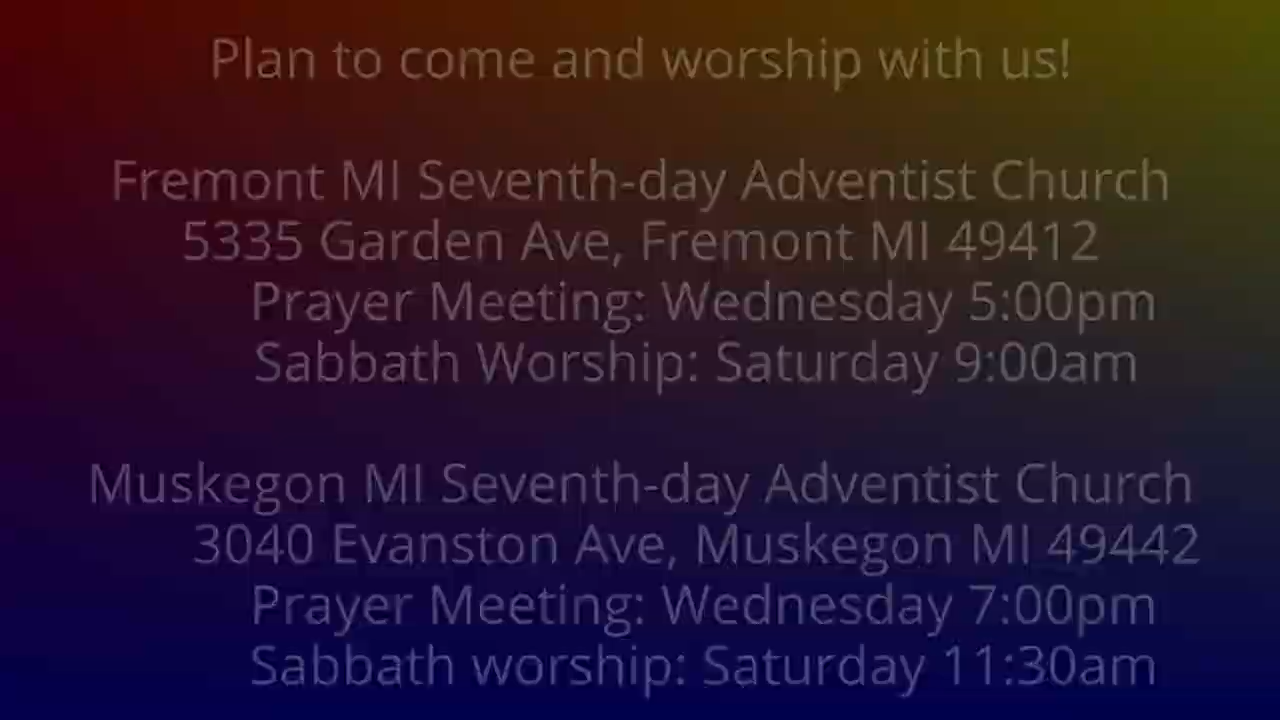 Plan to come and worship with us!
Fremont MI Seventh-day Adventist Church
5335 Garden Ave, Fremont MI 49412
Prayer Meeting: Wednesday 5:00pm
Sabbath Worship: Saturday 9:00am
Muskegon MI Seventh-day Adventist Church
3040 Evanston Ave, Muskegon MI 49442
Prayer Meeting: Wednesday 7:00pm
Sabbath worship: Saturday 11:30am